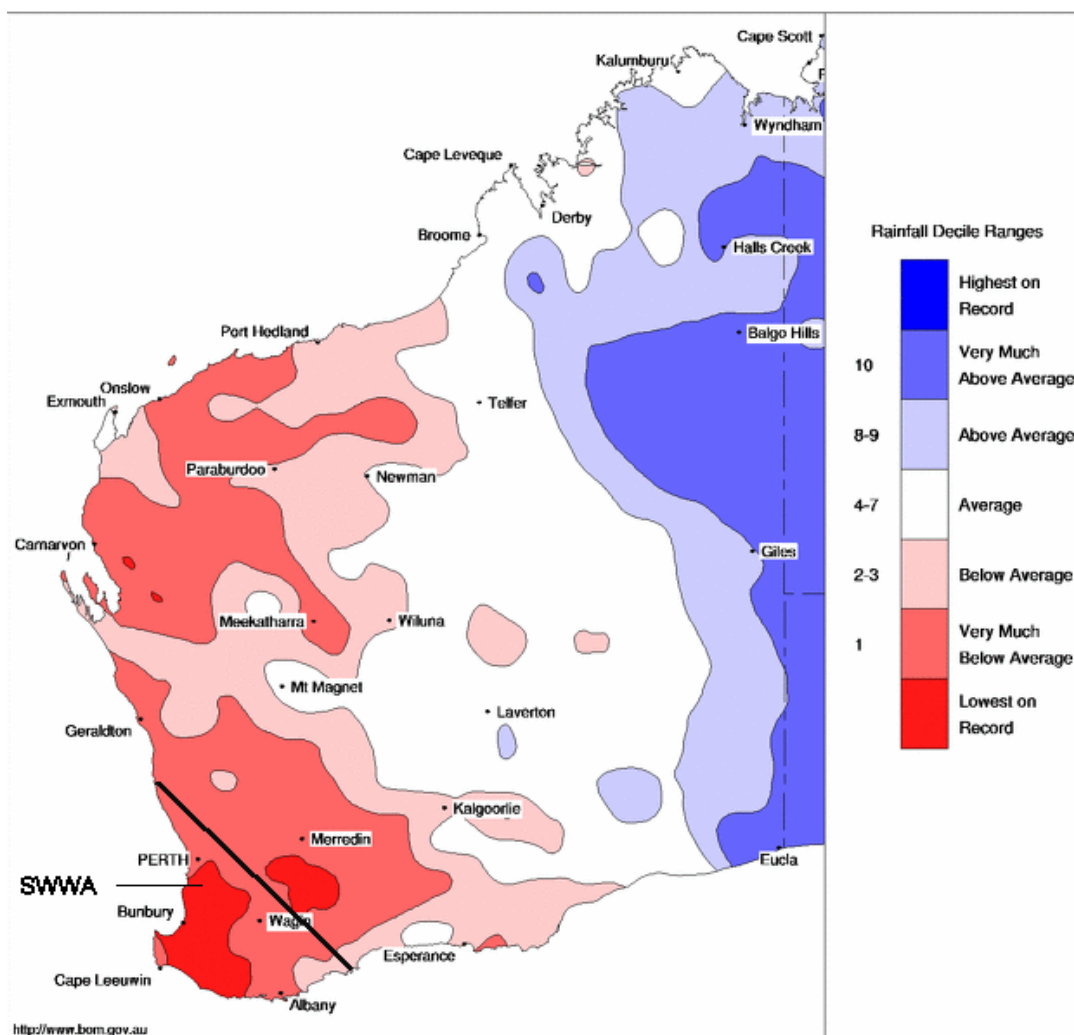 Cape Scott
Kalumburu
Wyndham
Cape Leveque
Derby
Broome
Halls Creek
Port Hedland
Balgo Hills
Onslow
Exmouth
Telfer
Paraburdoo
Newman
Carnarvon
Giles
Meekatharra
Wiluna
Mt Magnet
Laverton
Geraldton
Kalgoorlie
Merredin
PERTH
Eucla
SWWA
Bunbury
Wagin
Esperance
Cape Leeuwin
Albany
http://www.bom.gov.au
Rainfall Decile Ranges
Highest on
Record
10
Very Much
Above Average
8-9
Above Average
4-7
Average
2-3
Below Average
1
Very Much
Below Average
Lowest on
Record